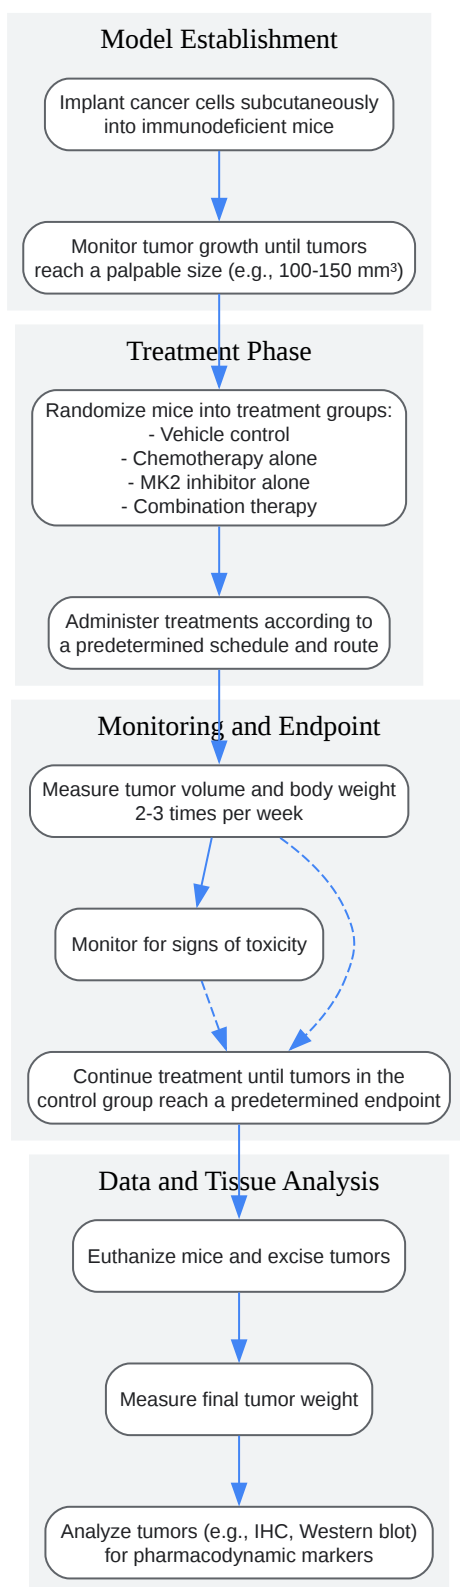 Model Establishment
Implant cancer cells subcutaneously
into immunodeficient mice
Monitor tumor growth until tumors
reach a palpable size (e.g., 100-150 mm³)
Treatment Phase
Randomize mice into treatment groups:
- Vehicle control
- Chemotherapy alone
- MK2 inhibitor alone
- Combination therapy
Administer treatments according to
a predetermined schedule and route
Monitoring and Endpoint
Measure tumor volume and body weight
2-3 times per week
Monitor for signs of toxicity
Continue treatment until tumors in the
control group reach a predetermined endpoint
Data and Tissue Analysis
Euthanize mice and excise tumors
Measure final tumor weight
Analyze tumors (e.g., IHC, Western blot)
for pharmacodynamic markers